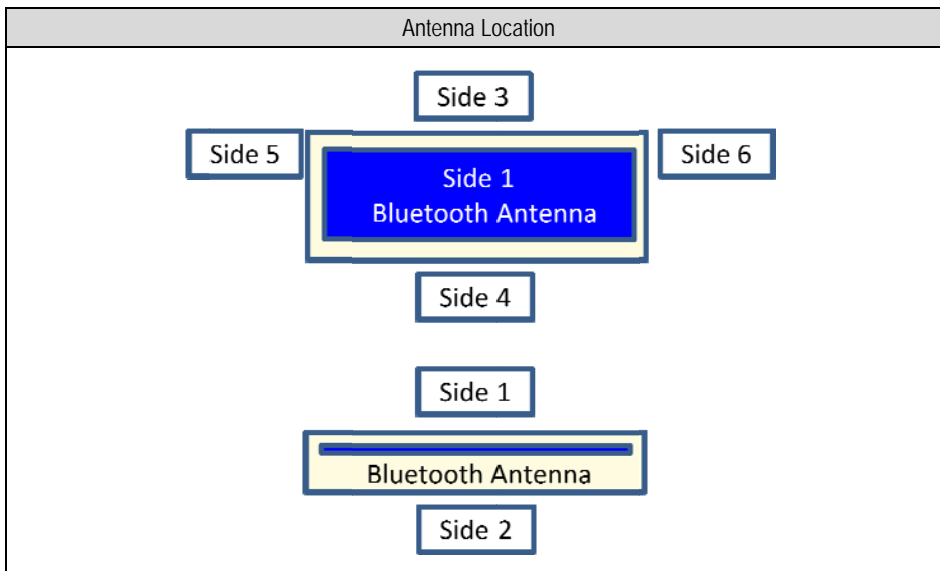 Antenna Location
Side 3
Side 5
Side 6
Side 1
Bluetooth Antenna
Side 4
Side 1
Bluetooth Antenna
Side 2